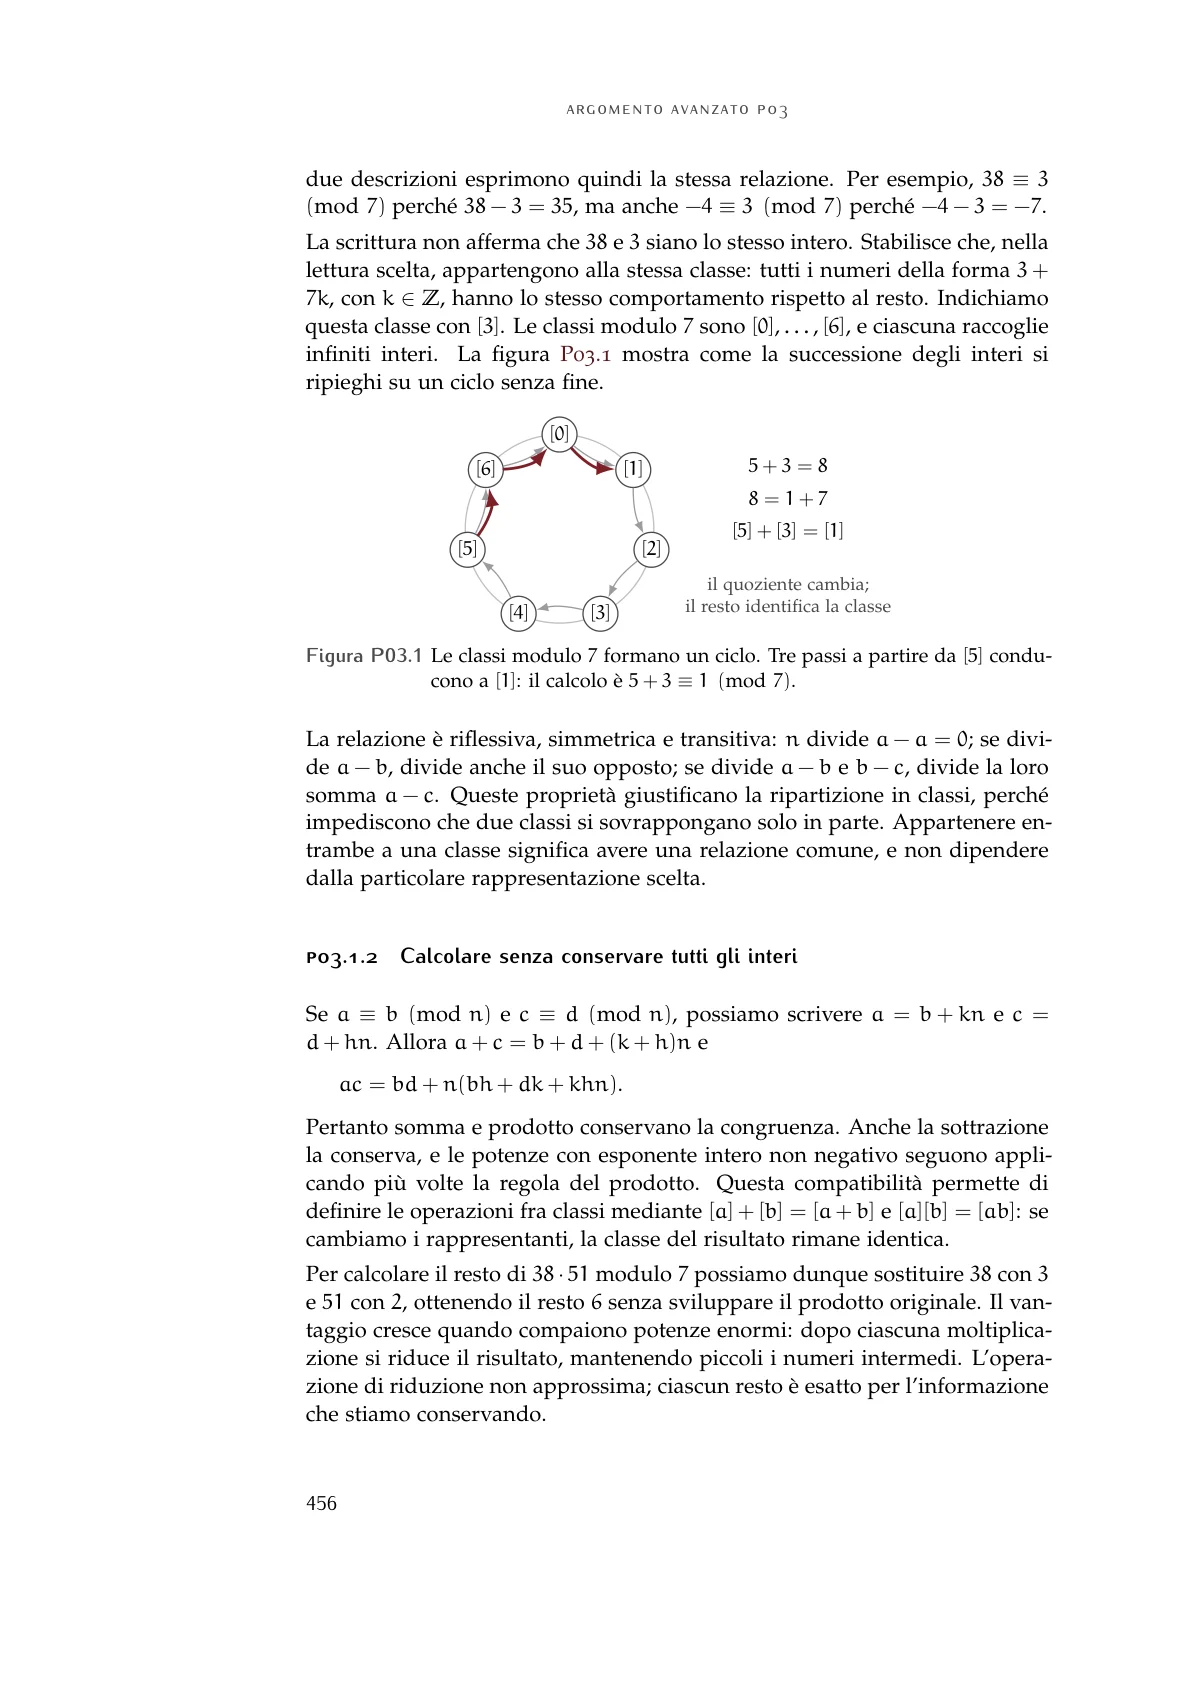 ARGOMENTO AVANZATO P03
due descrizioni esprimono quindi la stessa relazione. Per esempio, 38 ≡ 3
(mod 7) perché 38 − 3 = 35, ma anche −4 ≡ 3 (mod 7) perché −4 − 3 = −7.
La scrittura non afferma che 38 e 3 siano lo stesso intero. Stabilisce che, nella
lettura scelta, appartengono alla stessa classe: tutti i numeri della forma 3 +
7k, con k ∈ ℤ, hanno lo stesso comportamento rispetto al resto. Indichiamo
questa classe con [3]. Le classi modulo 7 sono [0], . . . , [6], e ciascuna raccoglie
infiniti interi. La figura P03.1 mostra come la successione degli interi si
ripieghi su un ciclo senza fine.
[0]
[6]
[1]
[5]
[2]
[4]
[3]
5 + 3 = 8
8 = 1 + 7
[5] + [3] = [1]
il quoziente cambia;
il resto identifica la classe
Figura P03.1 Le classi modulo 7 formano un ciclo. Tre passi a partire da [5] condu-
cono a [1]: il calcolo è 5 + 3 ≡ 1 (mod 7).
La relazione è riflessiva, simmetrica e transitiva: n divide a − a = 0; se divi-
de a − b, divide anche il suo opposto; se divide a − b e b − c, divide la loro
somma a − c. Queste proprietà giustificano la ripartizione in classi, perché
impediscono che due classi si sovrappongano solo in parte. Appartenere en-
trambe a una classe significa avere una relazione comune, e non dipendere
dalla particolare rappresentazione scelta.
P03.1.2 Calcolare senza conservare tutti gli interi
Se a ≡ b (mod n) e c ≡ d (mod n), possiamo scrivere a = b + kn e c =
d + hn. Allora a + c = b + d + (k + h)n e
ac = bd + n(bh + dk + khn).
Pertanto somma e prodotto conservano la congruenza. Anche la sottrazione
la conserva, e le potenze con esponente intero non negativo seguono appli-
cando più volte la regola del prodotto. Questa compatibilità permette di
definire le operazioni fra classi mediante [a] + [b] = [a + b] e [a][b] = [ab]: se
cambiamo i rappresentanti, la classe del risultato rimane identica.
Per calcolare il resto di 38 · 51 modulo 7 possiamo dunque sostituire 38 con 3
e 51 con 2, ottenendo il resto 6 senza sviluppare il prodotto originale. Il van-
taggio cresce quando compaiono potenze enormi: dopo ciascuna moltiplica-
zione si riduce il risultato, mantenendo piccoli i numeri intermedi. L’opera-
zione di riduzione non approssima; ciascun resto è esatto per l’informazione
che stiamo conservando.
456